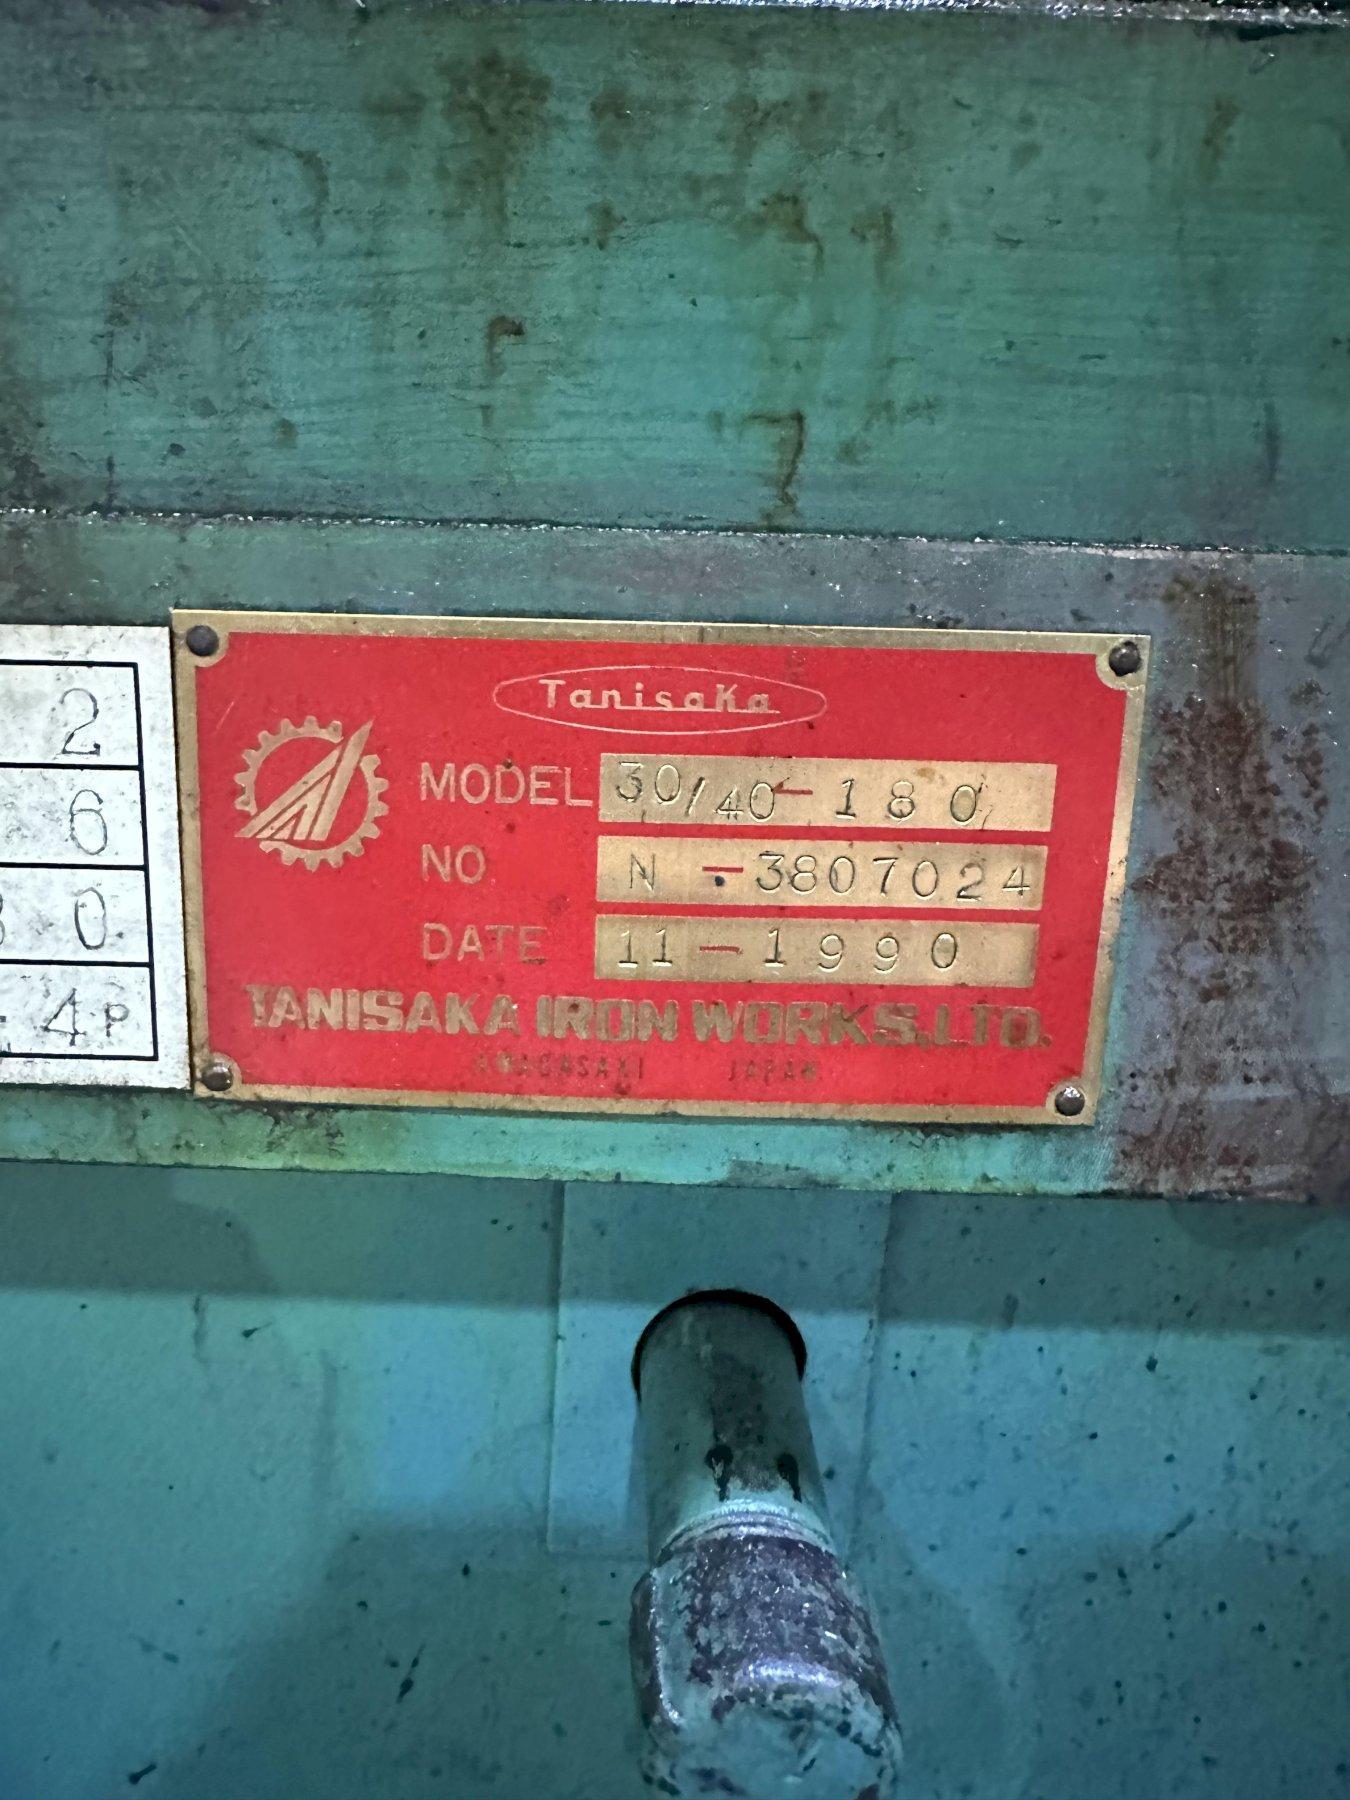 2
6
0
4P
Tanisaka
MODEL 30/40-180
NO N-3807024
DATE 11-1990
TANISAKA IRON WORKS,LTD.
AMAGASAKI JAPAN